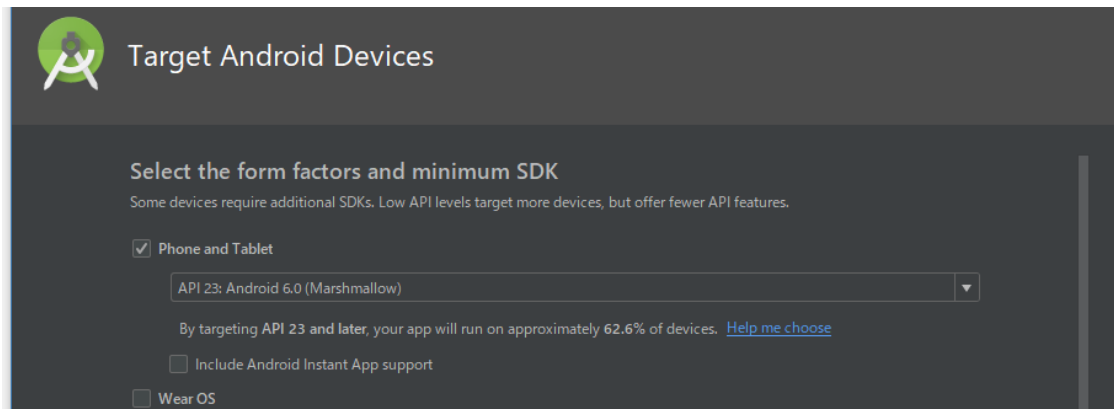 Target Android Devices
Select the form factors and minimum SDK
Some devices require additional SDKs. Low API levels target more devices, but offer fewer API features.
Phone and Tablet
API 23: Android 6.0 (Marshmallow)
By targeting API 23 and later, your app will run on approximately 62.6% of devices. Help me choose
Include Android Instant App support
Wear OS